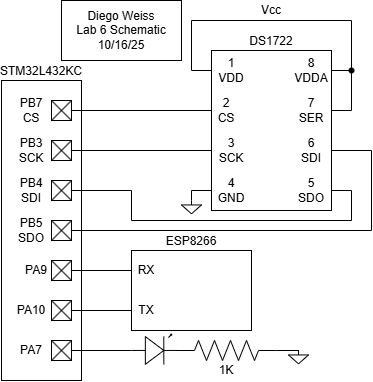 Diego Weiss
Lab 6 Schematic
10/16/25
Vcc
STM32L432KC
DS1722
1
VDD
8
VDDA
PB7
CS
2
CS
7
SER
PB3
SCK
3
SCK
6
SDI
PB4
SDI
4
GND
5
SDO
PB5
SDO
ESP8266
PA9
RX
PA10
TX
PA7
1K